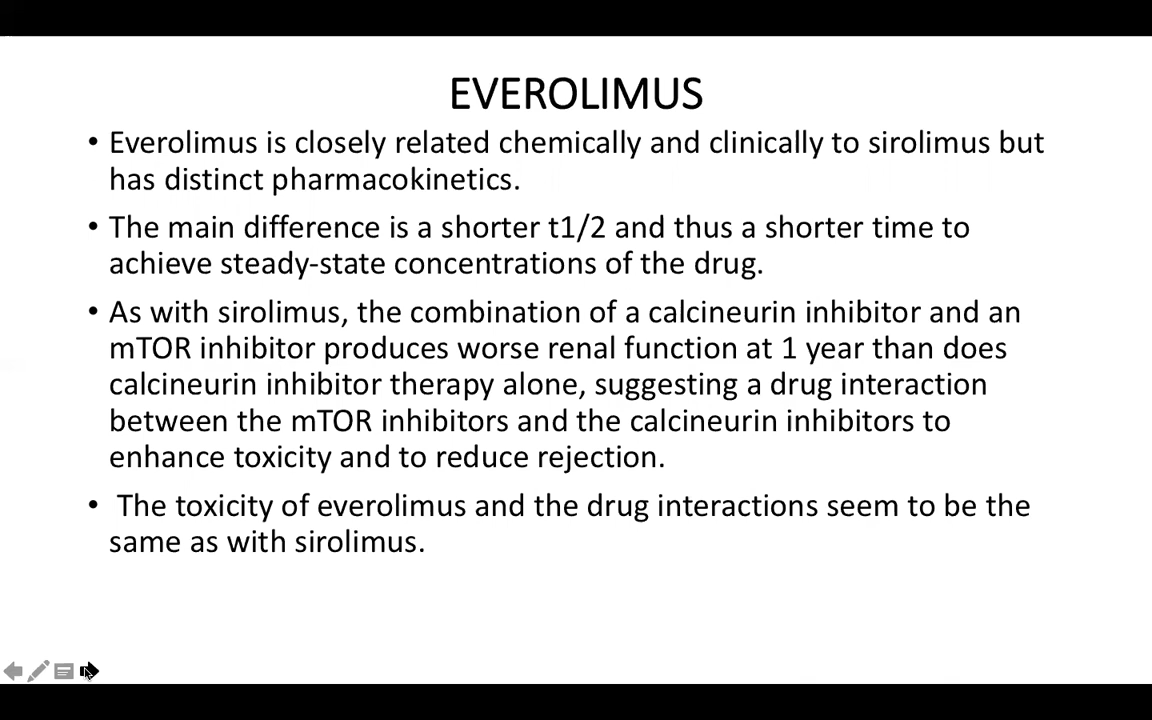 EVEROLIMUS
• Everolimus is closely related chemically and clinically to sirolimus but
has distinct pharmacokinetics.
• The main difference is a shorter t1/2 and thus a shorter time to
achieve steady-state concentrations of the drug.
• As with sirolimus, the combination of a calcineurin inhibitor and an
mTOR inhibitor produces worse renal function at 1 year than does
calcineurin inhibitor therapy alone, suggesting a drug interaction
between the mTOR inhibitors and the calcineurin inhibitors to
enhance toxicity and to reduce rejection.
• The toxicity of everolimus and the drug interactions seem to be the
same as with sirolimus.